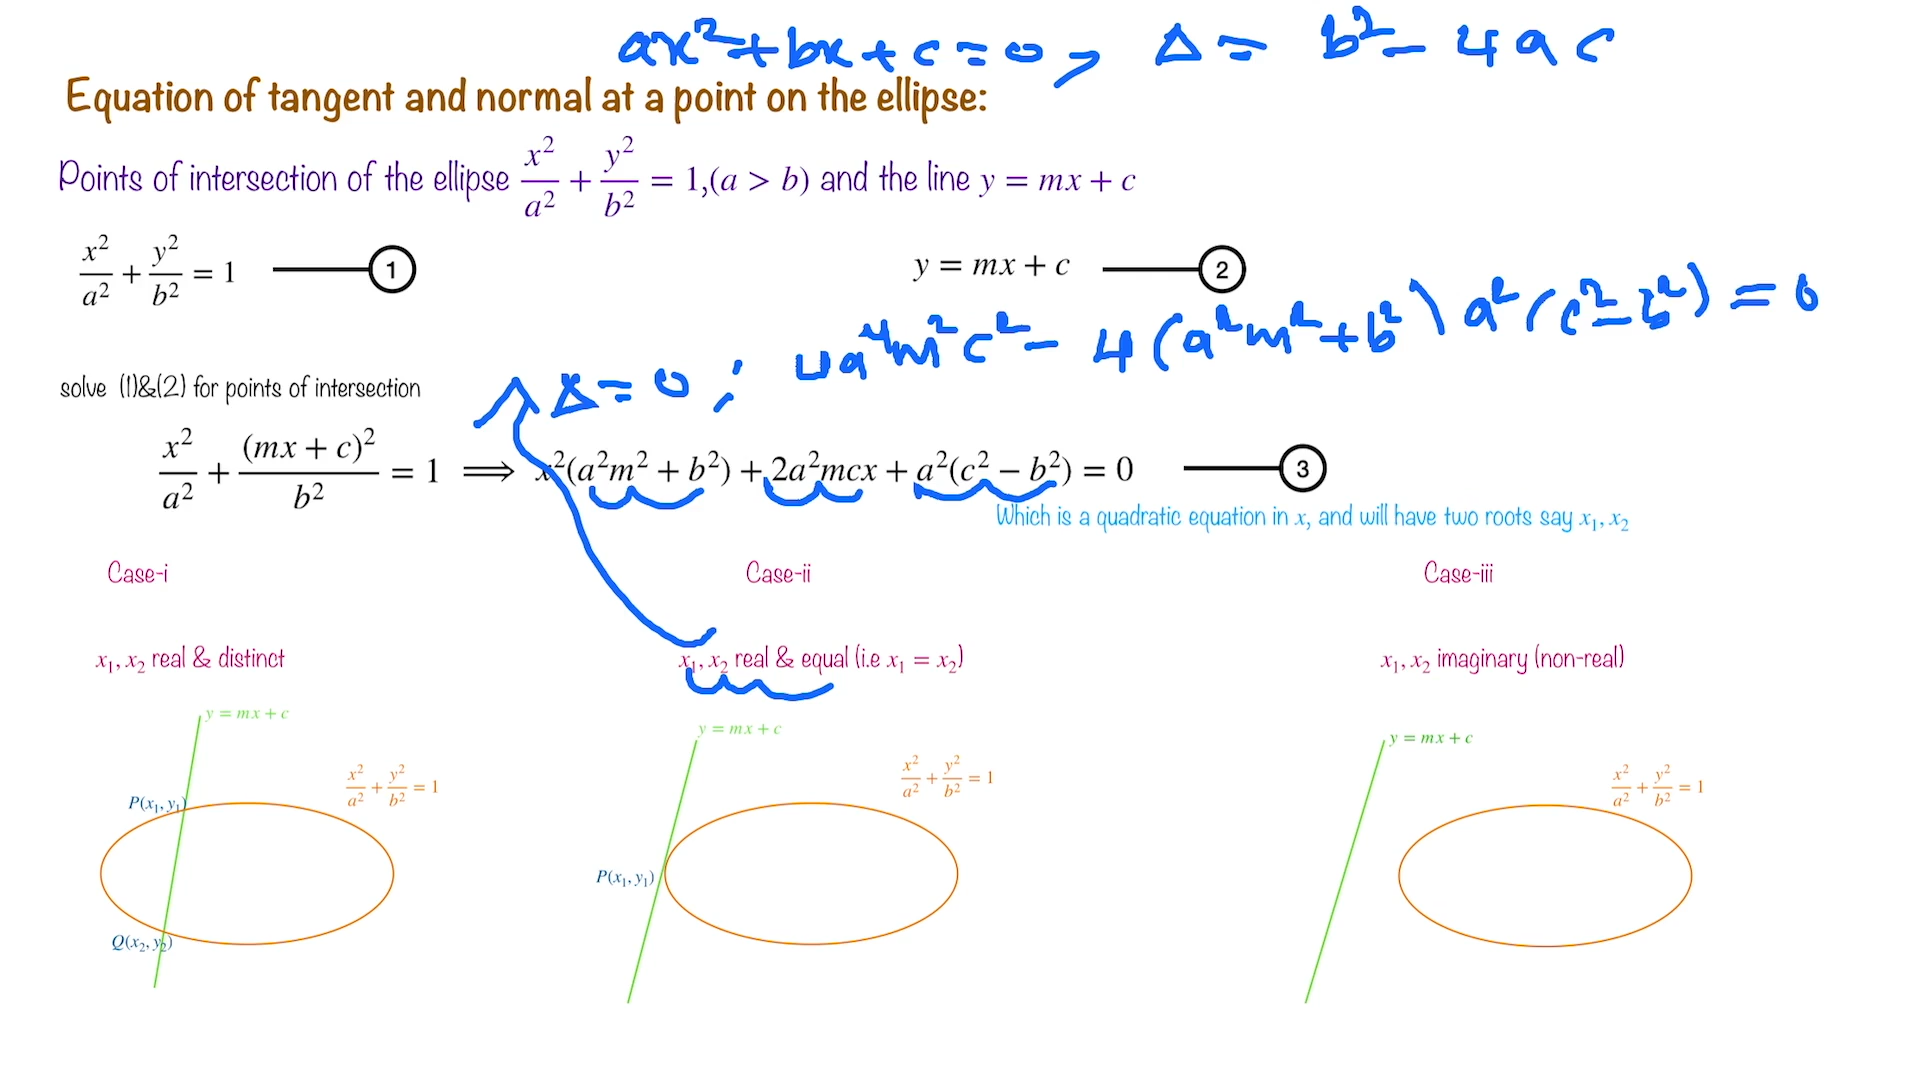 ax²+bx+c=0, Δ= b²-4ac
Equation of tangent and normal at a point on the ellipse:
Points of intersection of the ellipse x²/a² + y²/b² = 1,(a > b) and the line y = mx + c
x²/a² + y²/b² = 1 1 y = mx + c 2
Δ=0; 4a⁴m²c²-4(a²m²+b²)a²(c²-b²)=0
solve (1)&(2) for points of intersection
x²/a² + (mx + c)²/b² = 1 ⟹ x²(a²m² + b²) + 2a²mcx + a²(c² − b²) = 0 3
Which is a quadratic equation in x, and will have two roots say x₁, x₂
Case-i Case-ii Case-iii
x₁, x₂ real & distinct x₁, x₂ real & equal (i.e x₁ = x₂) x₁, x₂ imaginary (non-real)
y = mx + c y = mx + c y = mx + c
x²/a² + y²/b² = 1 x²/a² + y²/b² = 1 x²/a² + y²/b² = 1
P(x₁, y₁)
P(x₁, y₁)
Q(x₂, y₂)